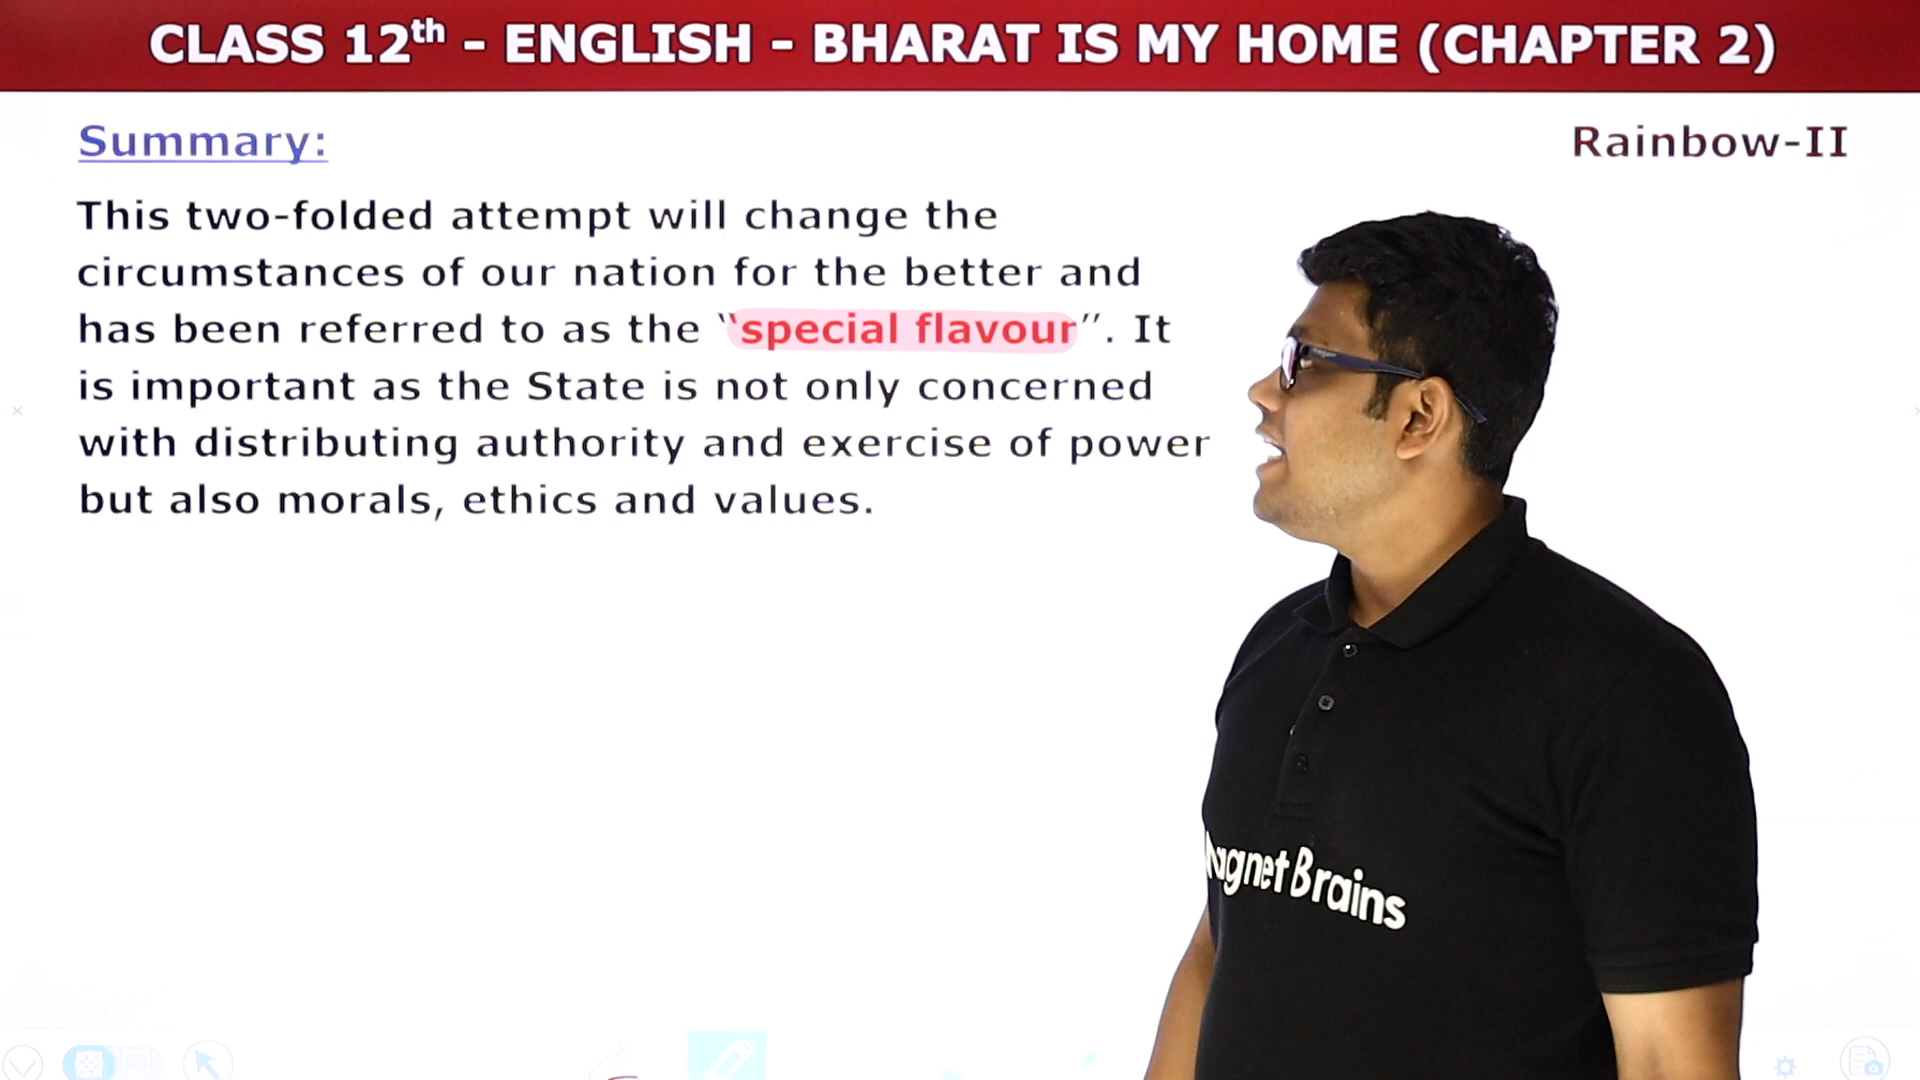 CLASS 12th - ENGLISH - BHARAT IS MY HOME (CHAPTER 2)
Summary:
Rainbow-II
This two-folded attempt will change the
circumstances of our nation for the better and
has been referred to as the “special flavour”. It
is important as the State is not only concerned
with distributing authority and exercise of power
but also morals, ethics and values.
Magnet Brains